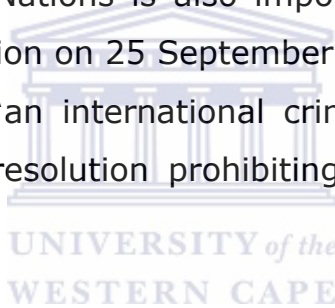 Nations is also impo
ion on 25 September
an international crim
resolution prohibiting
UNIVERSITY of the
WESTERN CAPE